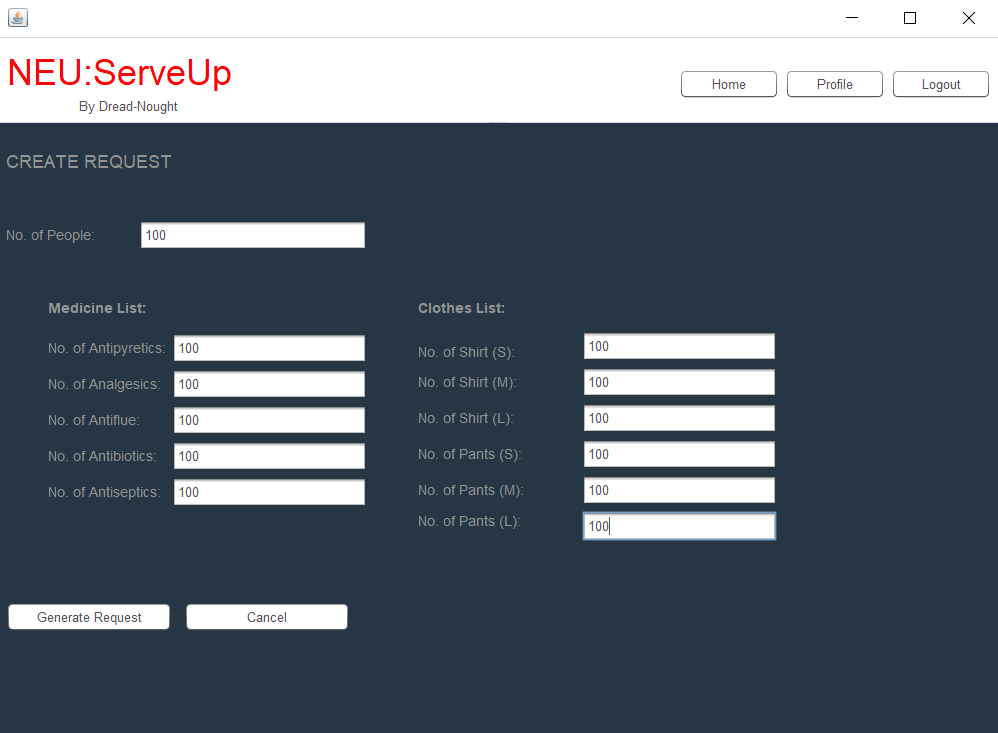 NEU:ServeUp
By Dread-Nought
Home
Profile
Logout
CREATE REQUEST
No. of People: 100
Medicine List:
No. of Antipyretics: 100
No. of Analgesics: 100
No. of Antiflue: 100
No. of Antibiotics: 100
No. of Antiseptics: 100
Clothes List:
No. of Shirt (S): 100
No. of Shirt (M): 100
No. of Shirt (L): 100
No. of Pants (S): 100
No. of Pants (M): 100
No. of Pants (L): 100
Generate Request
Cancel